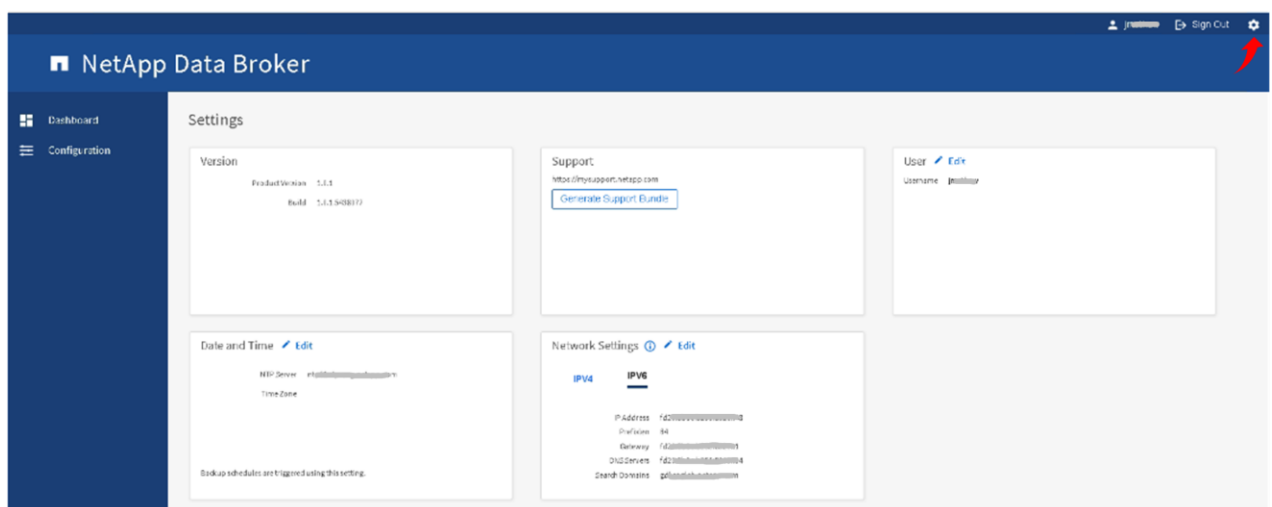 Sign Out
NetApp Data Broker
Dashboard
Configuration
Settings
Version
Product Version
Build
Support
https://mysupport.netapp.com
Generate Support Bundle
User Edit
Username
Date and Time Edit
NTP Server
Time Zone
Backup schedules are triggered using this setting.
Network Settings Edit
IPV4 IPV6
IP Address
64
Gateway
DNS Servers
Search Domains